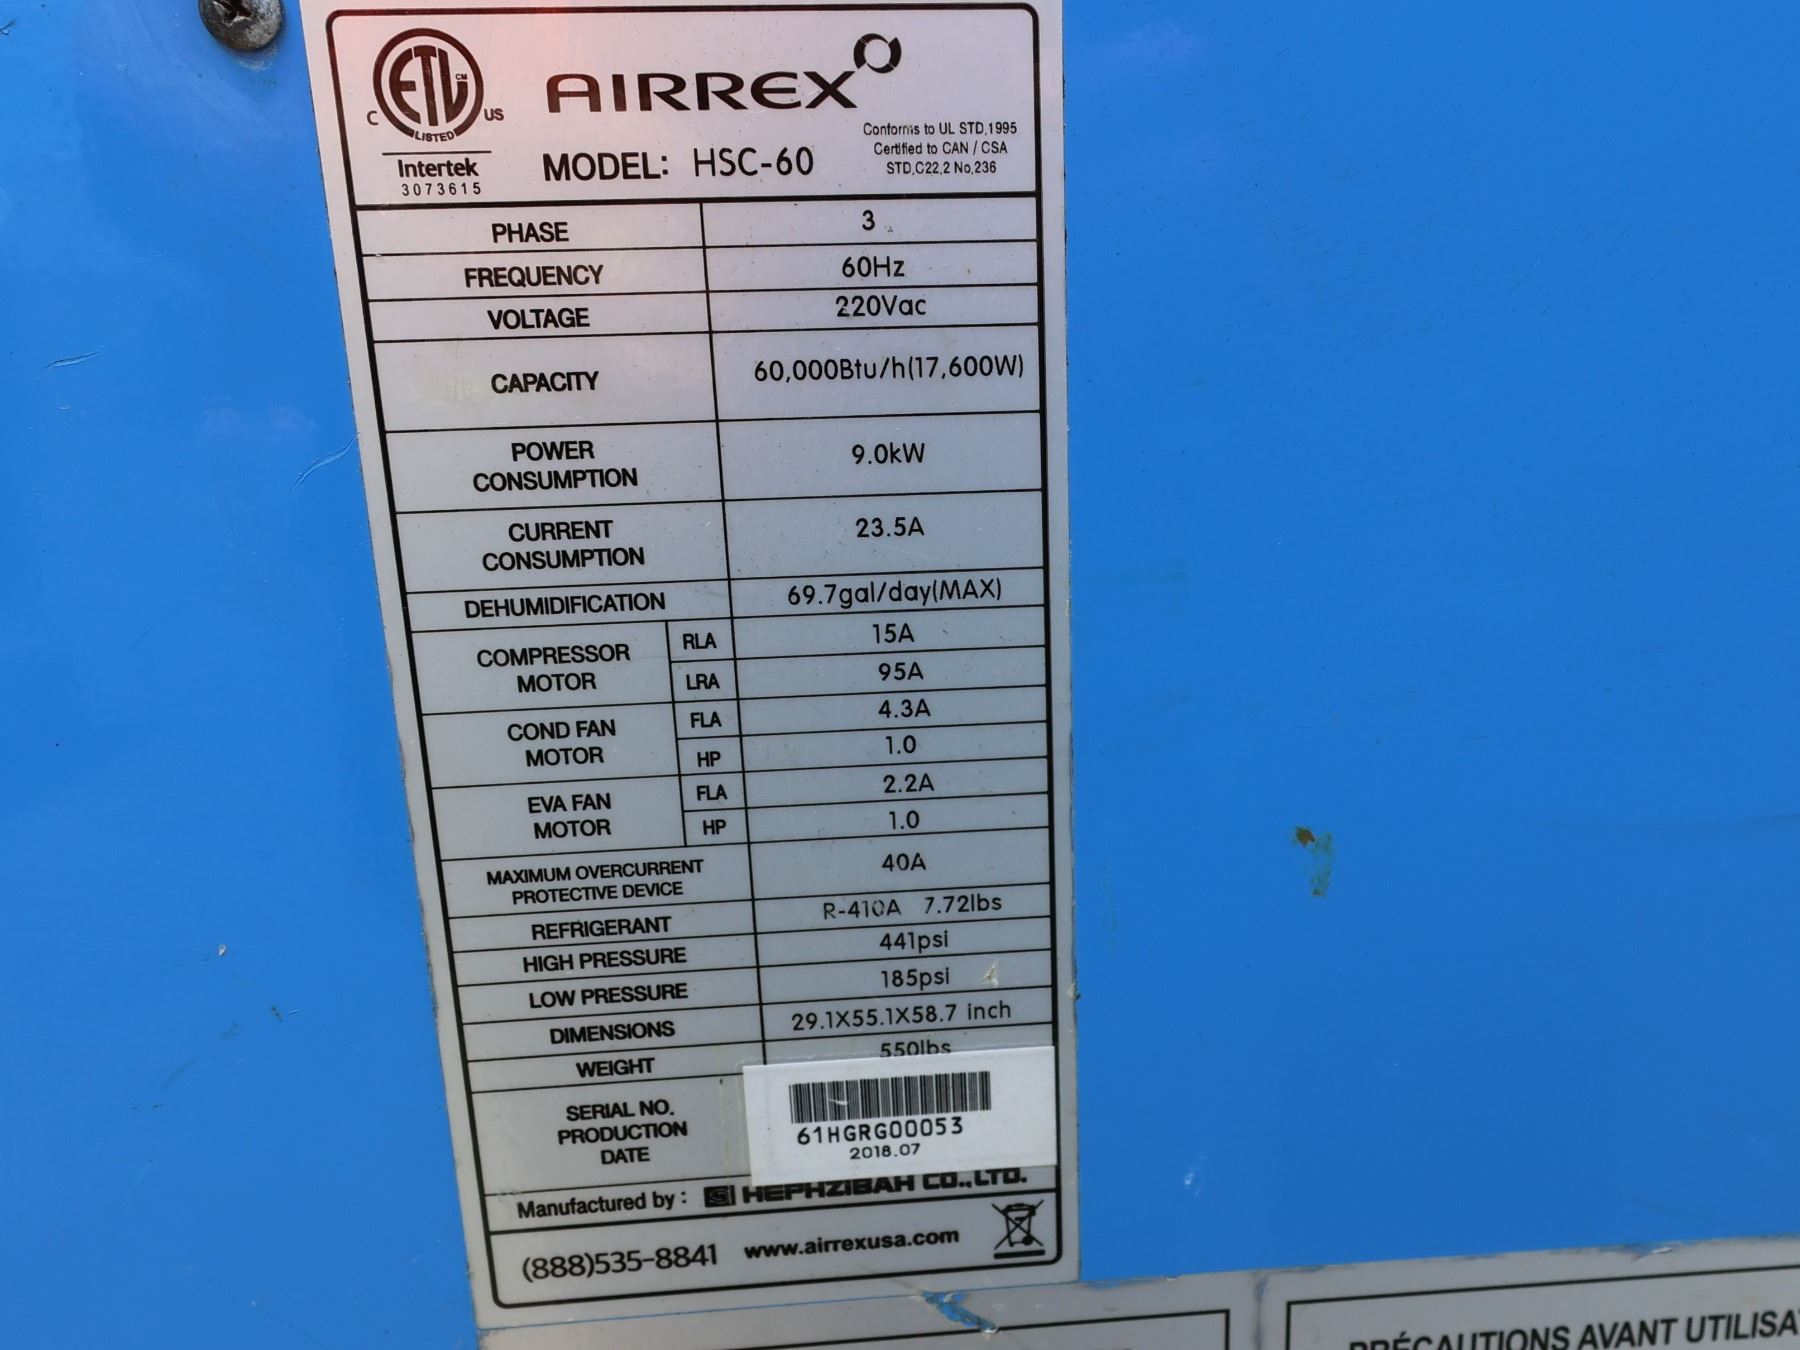 C ETL CM US
LISTED
Intertek
3073615
AIRREX
MODEL: HSC-60
Conforms to UL STD,1995
Certified to CAN / CSA
STD,C22,2 No,236
PHASE 3
FREQUENCY 60Hz
VOLTAGE 220Vac
CAPACITY 60,000Btu/h(17,600W)
POWER
CONSUMPTION 9.0kW
CURRENT
CONSUMPTION 23.5A
DEHUMIDIFICATION 69.7gal/day(MAX)
COMPRESSOR
MOTOR
RLA 15A
LRA 95A
COND FAN
MOTOR
FLA 4.3A
HP 1.0
EVA FAN
MOTOR
FLA 2.2A
HP 1.0
MAXIMUM OVERCURRENT
PROTECTIVE DEVICE 40A
REFRIGERANT R-410A 7.72lbs
HIGH PRESSURE 441psi
LOW PRESSURE 185psi
DIMENSIONS 29.1X55.1X58.7 inch
WEIGHT 550lbs
SERIAL NO.
PRODUCTION
DATE
61HGRG00053
2018.07
Manufactured by : HEPHZIBAH CO.,LTD.
(888)535-8841 www.airrexusa.com
PRÉCAUTIONS AVANT